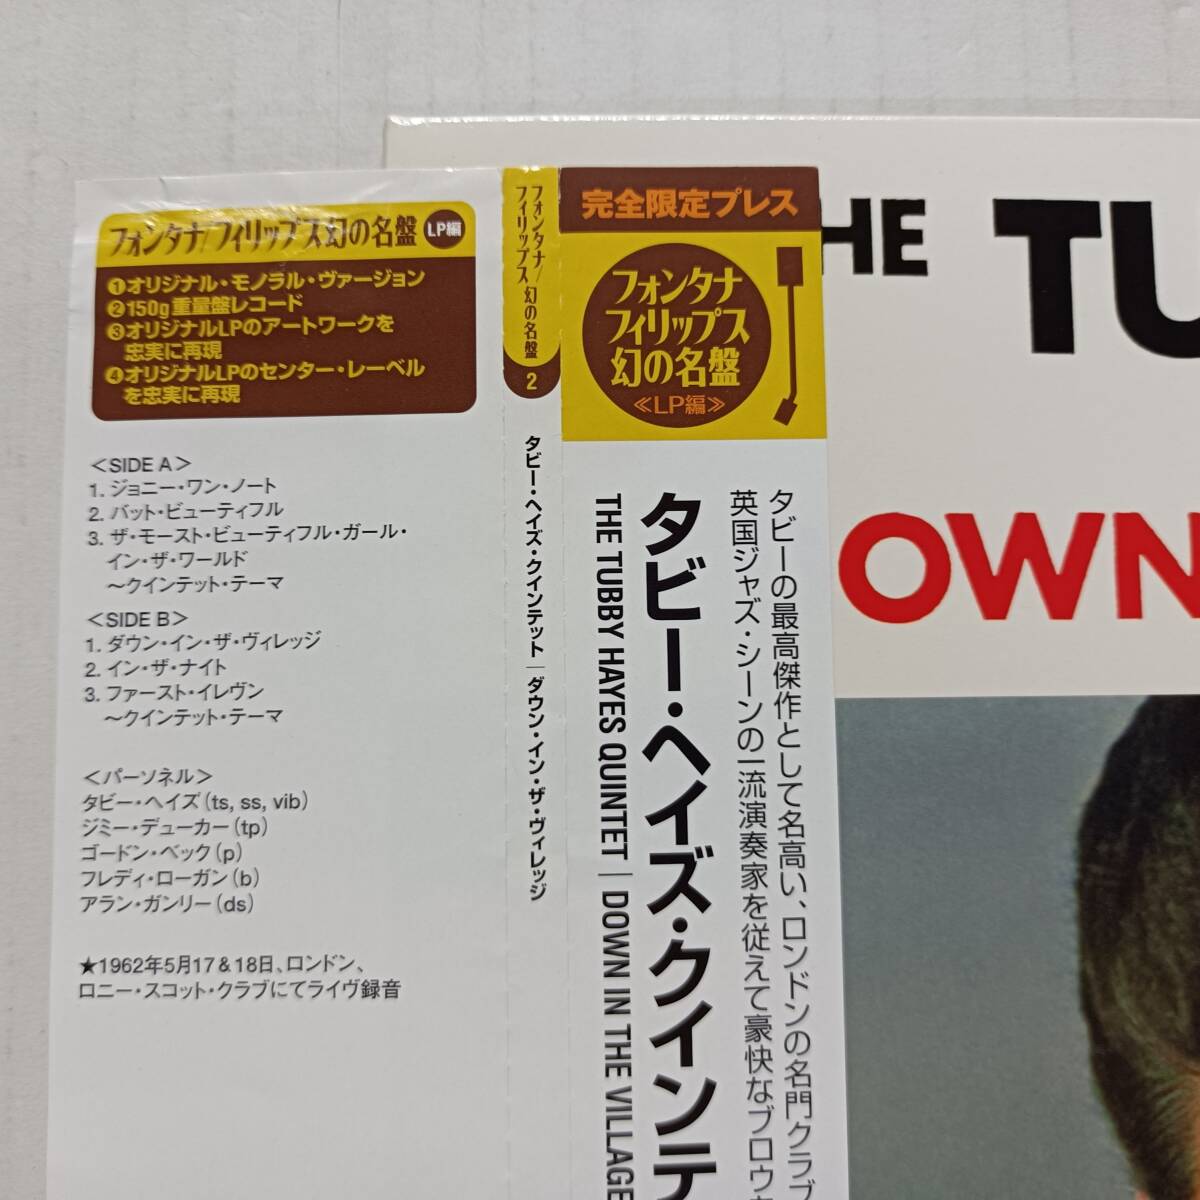 フォンタナ/フィリップス幻の名盤 LP編
❶オリジナル・モノラル・ヴァージョン
❷150g重量盤レコード
❸オリジナルLPのアートワークを
忠実に再現
❹オリジナルLPのセンター・レーベル
を忠実に再現
<SIDE A>
1. ジョニー・ワン・ノート
2. バット・ビューティフル
3. ザ・モースト・ビューティフル・ガール・
イン・ザ・ワールド
〜クインテット・テーマ
<SIDE B>
1. ダウン・イン・ザ・ヴィレッジ
2. イン・ザ・ナイト
3. ファースト・イレヴン
〜クインテット・テーマ
<パーソネル>
タビー・ヘイズ(ts, ss, vib)
ジミー・デューカー(tp)
ゴードン・ベック(p)
フレディ・ローガン(b)
アラン・ガンリー(ds)
★1962年5月17&18日、ロンドン、
ロニー・スコット・クラブにてライヴ録音
フォンタナ/
フィリップス 幻の名盤
2
タビー・ヘイズ・クインテット｜ダウン・イン・ザ・ヴィレッジ
完全限定プレス
フォンタナ
フィリップス
幻の名盤
≪LP編≫
タビーの最高傑作として名高い、ロンドンの名門クラブ
英国ジャズ・シーンの一流演奏家を従えて豪快なブロウ
タビー・ヘイズ・クインテ
THE TUBBY HAYES QUINTET｜DOWN IN THE VILLAGE
HE TU
OWN